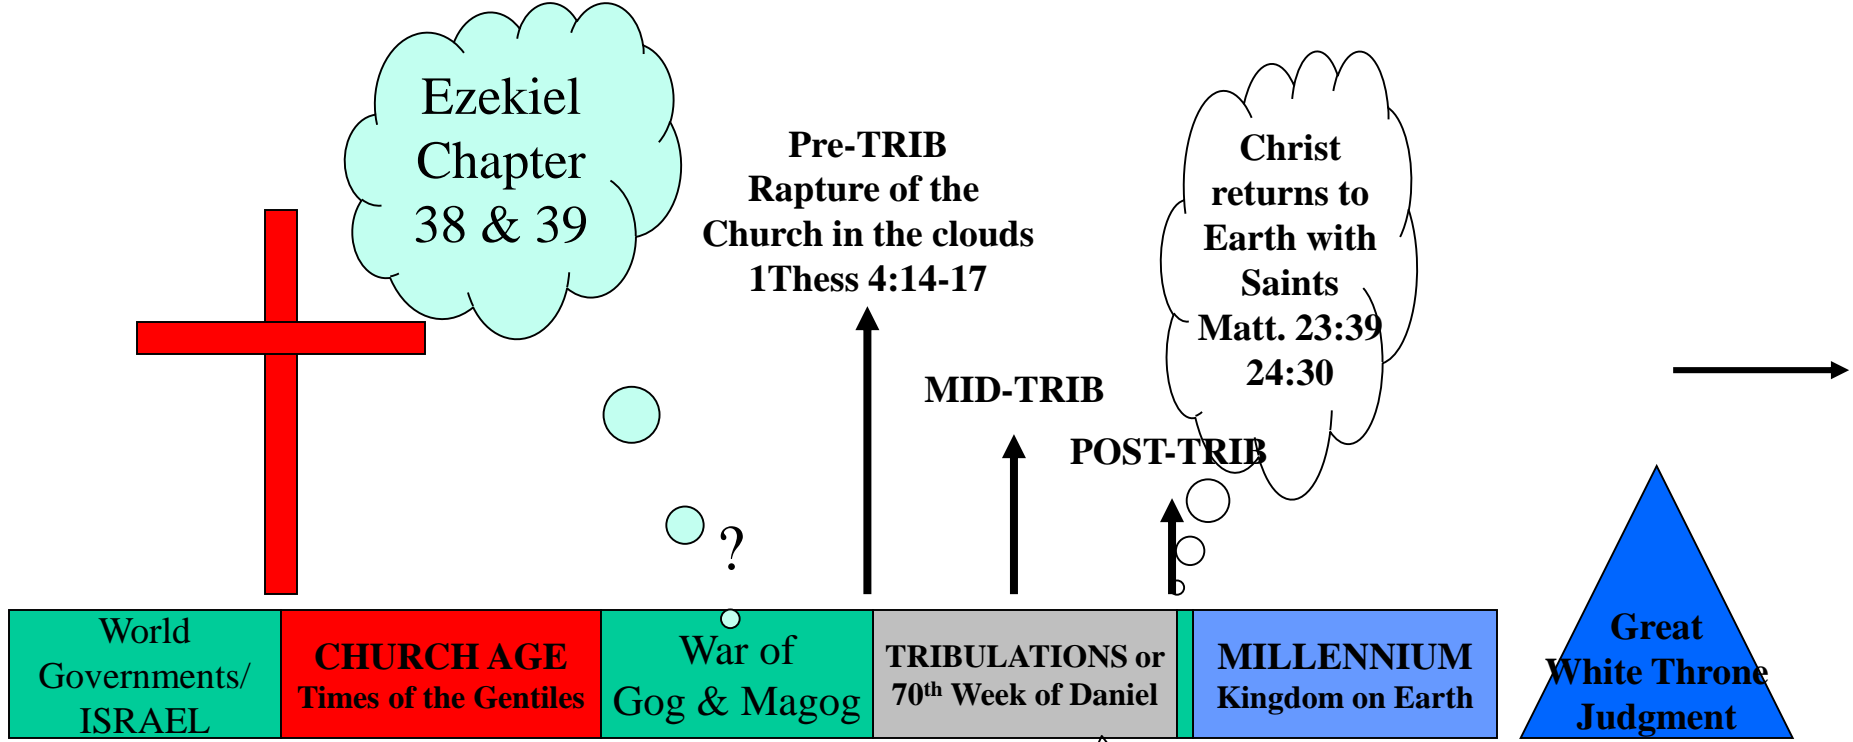 Ezekiel
Chapter
38 & 39
Pre-TRIB
Rapture of the
Church in the clouds
1Thess 4:14-17
Christ
returns to
Earth with
Saints
Matt. 23:39
24:30
MID-TRIB
POST-TRIB
?
World
Governments/
ISRAEL
CHURCH AGE
Times of the Gentiles
War of
Gog & Magog
TRIBULATIONS or
70th Week of Daniel
MILLENNIUM
Kingdom on Earth
Great
White Throne
Judgment